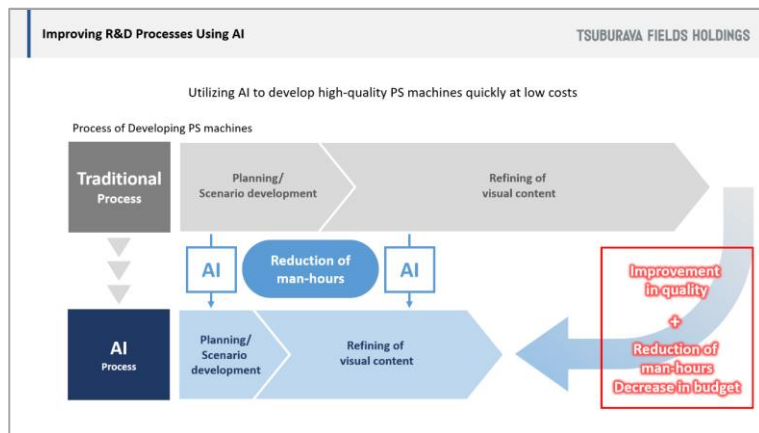 Improving R&D Processes Using AI
TSUBURAYA FIELDS HOLDINGS
Utilizing AI to develop high-quality PS machines quickly at low costs
Process of Developing PS machines
Traditional
Process
Planning/
Scenario development
Refining of
visual content
AI
Reduction of
man-hours
AI
Improvement
in quality
+
Reduction of
man-hours
Decrease in budget
AI
Process
Planning/
Scenario
development
Refining of
visual content